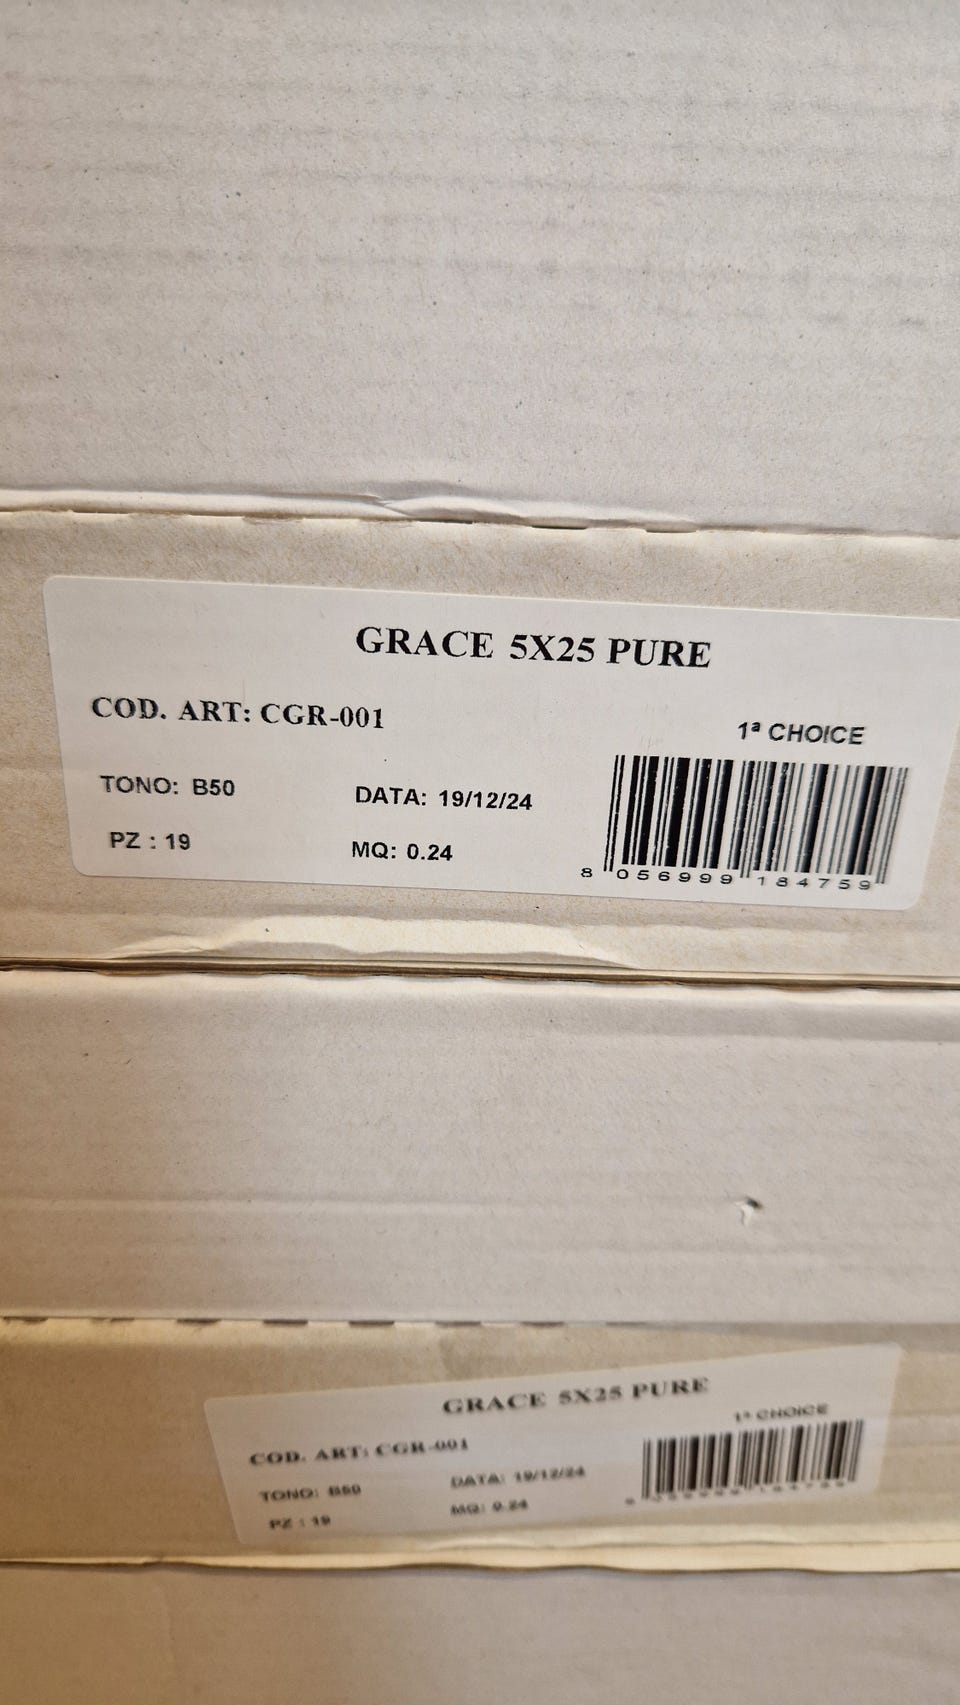 GRACE 5X25 PURE
COD. ART: CGR-001
1ª CHOICE
TONO: B50
DATA: 19/12/24
PZ : 19
MQ: 0.24
8 056999 184759
GRACE 5X25 PURE
1ª CHOICE
COD. ART: CGR-001
TONO: B50
DATA: 19/12/24
PZ : 19
MQ: 0.24